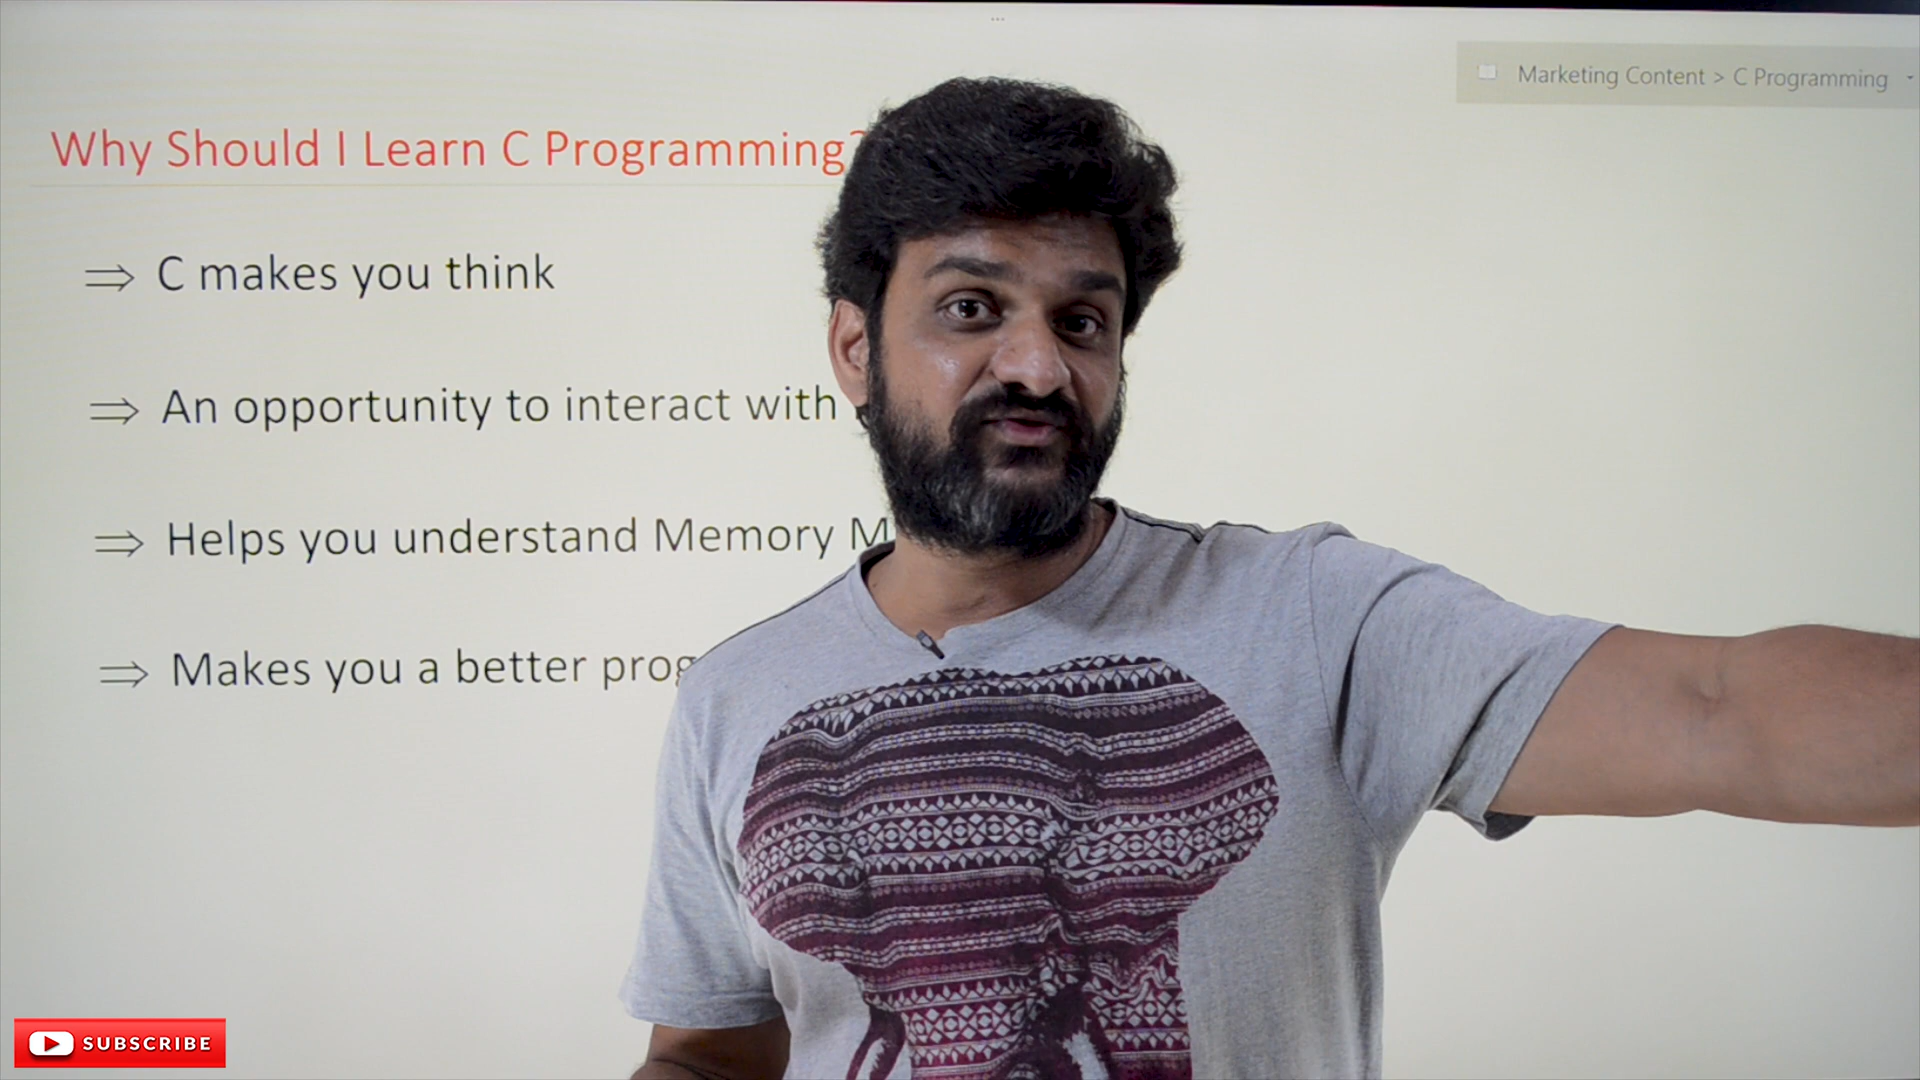 Marketing Content > C Programming
Why Should I Learn C Programming?
⇒ C makes you think
⇒ An opportunity to interact with
⇒ Helps you understand Memory
⇒ Makes you a better
SUBSCRIBE